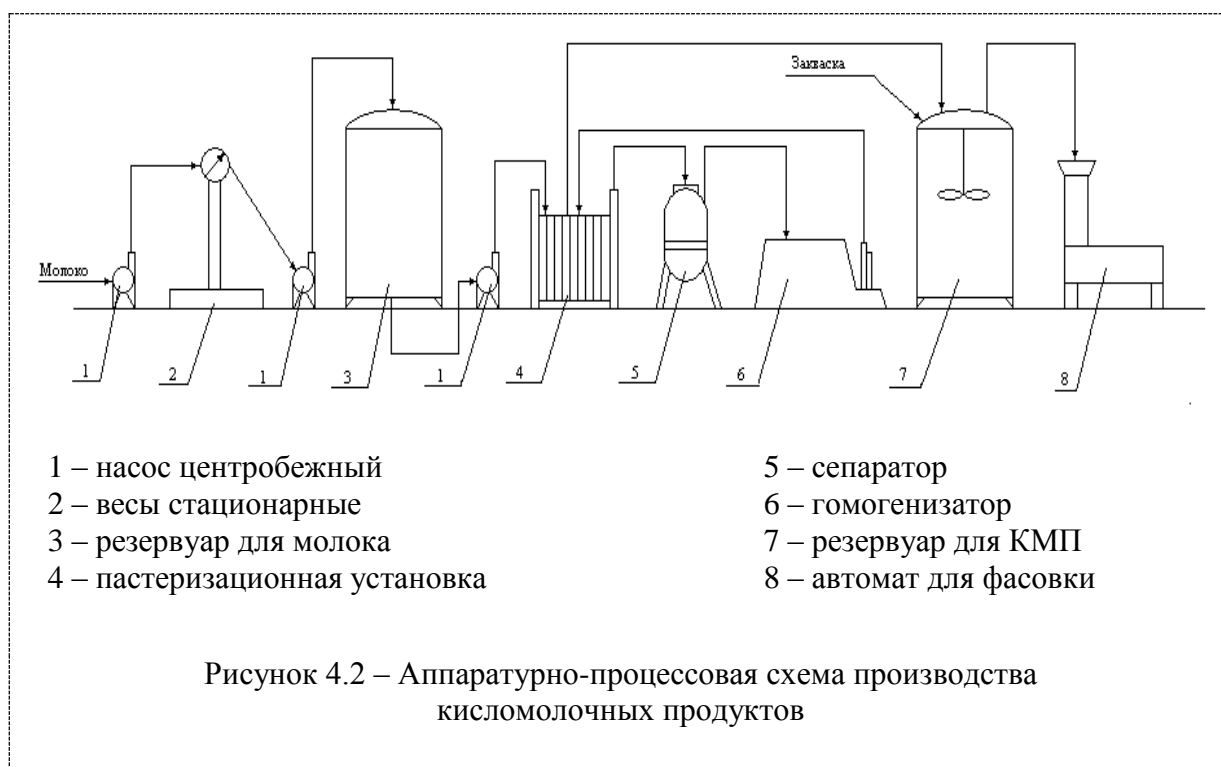 Закваска
Молоко
1
2
1
3
1
4
5
6
7
8
1 – насос центробежный
2 – весы стационарные
3 – резервуар для молока
4 – пастеризационная установка
5 – сепаратор
6 – гомогенизатор
7 – резервуар для КМП
8 – автомат для фасовки
Рисунок 4.2 – Аппаратурно-процессовая схема производства
кисломолочных продуктов